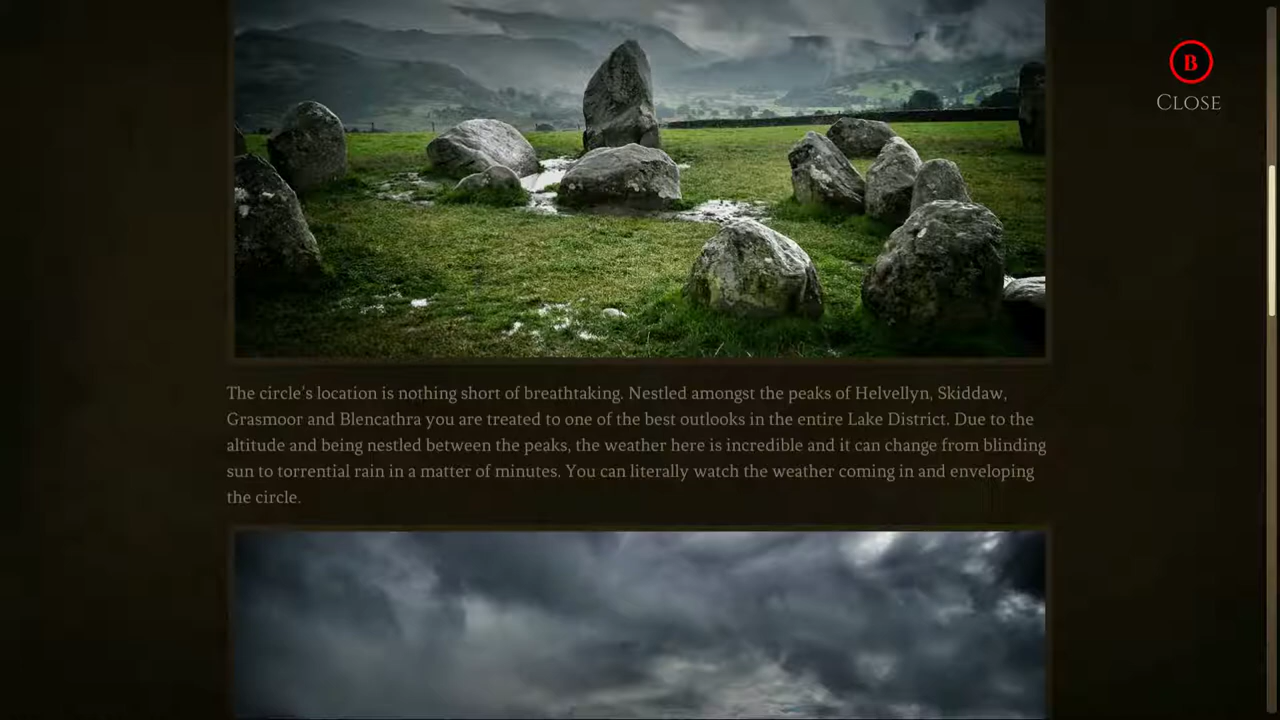 B
Close
The circle's location is nothing short of breathtaking. Nestled amongst the peaks of Helvellyn, Skiddaw,
Grasmoor and Blencathra you are treated to one of the best outlooks in the entire Lake District. Due to the
altitude and being nestled between the peaks, the weather here is incredible and it can change from blinding
sun to torrential rain in a matter of minutes. You can literally watch the weather coming in and enveloping
the circle.